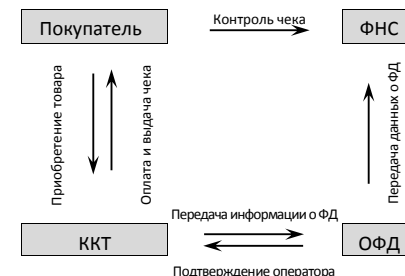 Контроль чека
Покупатель
ФНС
Приобретение товара
Оплата и выдача чека
Передача данных о ФД
Передача информации о ФД
ККТ
ОФД
Подтверждение оператора